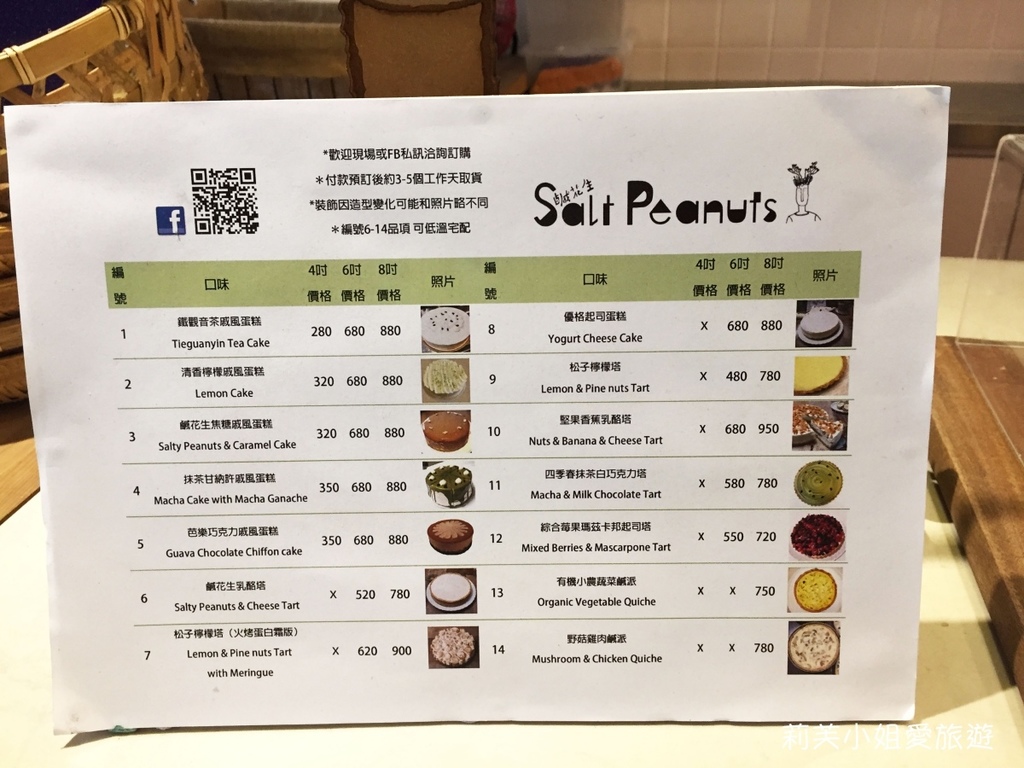 *歡迎現場或FB私訊洽詢訂購
*付款預訂後約3-5個工作天取貨
*裝飾因造型變化可能和照片略不同
*編號6-14品項 可低溫宅配
f
鹹花生
Salt Peanuts
編號 口味 4吋價格 6吋價格 8吋價格 照片
1 鐵觀音茶戚風蛋糕 280 680 880
Tieguanyin Tea Cake
2 清香檸檬戚風蛋糕 320 680 880
Lemon Cake
3 鹹花生焦糖戚風蛋糕 320 680 880
Salty Peanuts & Caramel Cake
4 抹茶甘納許戚風蛋糕 350 680 880
Macha Cake with Macha Ganache
5 芭樂巧克力戚風蛋糕 350 680 880
Guava Chocolate Chiffon cake
6 鹹花生乳酪塔 X 520 780
Salty Peanuts & Cheese Tart
7 松子檸檬塔（火烤蛋白霜版） X 620 900
Lemon & Pine nuts Tart
with Meringue
編號 口味 4吋價格 6吋價格 8吋價格 照片
8 優格起司蛋糕 X 680 880
Yogurt Cheese Cake
9 松子檸檬塔 X 480 780
Lemon & Pine nuts Tart
10 堅果香蕉乳酪塔 X 680 950
Nuts & Banana & Cheese Tart
11 四季春抹茶白巧克力塔 X 580 780
Macha & Milk Chocolate Tart
12 綜合莓果瑪茲卡邦起司塔 X 550 720
Mixed Berries & Mascarpone Tart
13 有機小農蔬菜鹹派 X X 750
Organic Vegetable Quiche
14 野菇雞肉鹹派 X X 780
Mushroom & Chicken Quiche
莉芙小姐愛旅遊